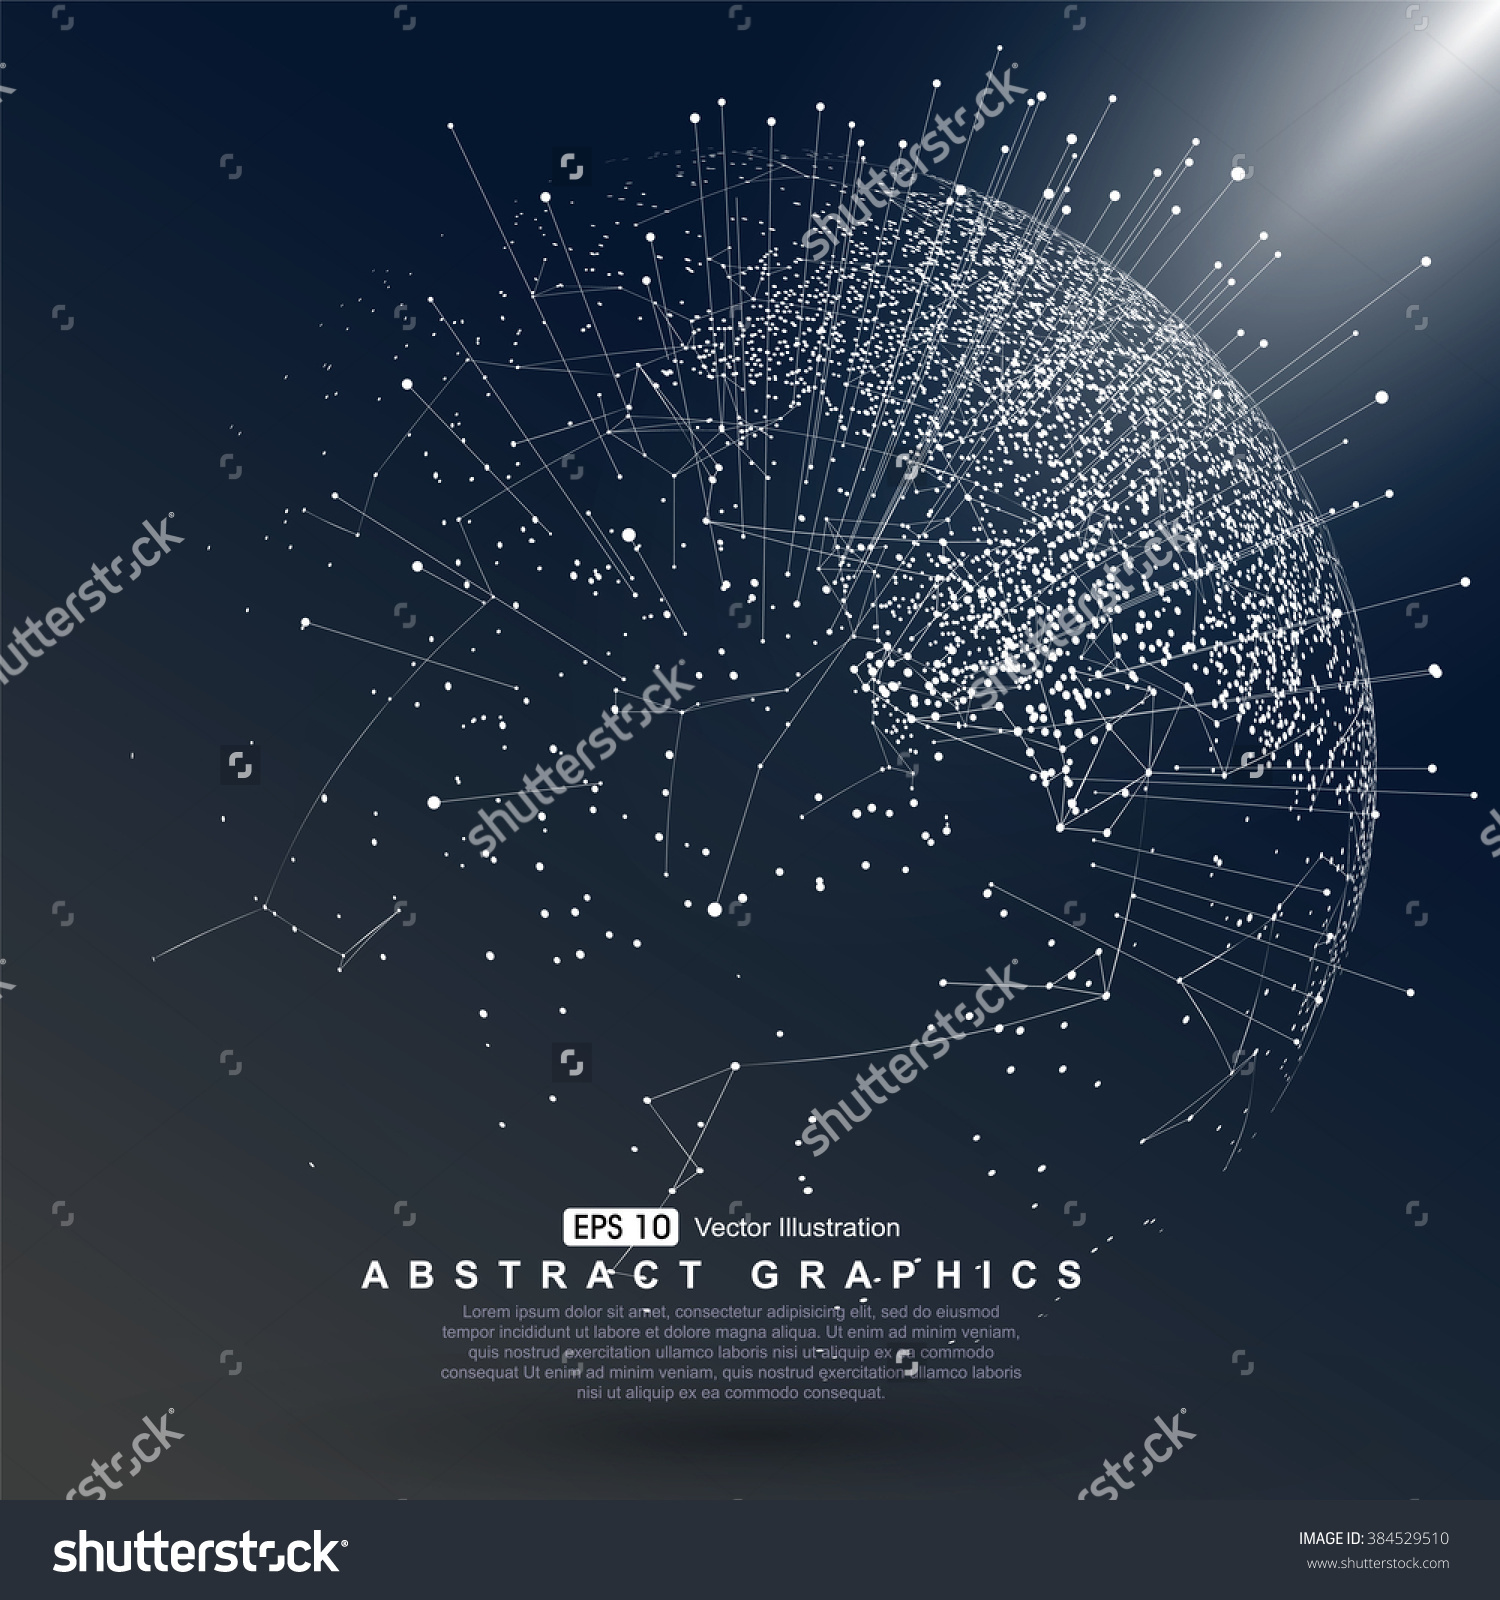 shutterstock
shutterstock
shutterstock
shutterstock
shutterstock
shutterstock
EPS 10 Vector Illustration
ABSTRACT GRAPHICS
Lorem ipsum dolor sit amet, consectetur adipisicing elit, sed do eiusmod
tempor incididunt ut labore et dolore magna aliqua. Ut enim ad minim veniam,
quis nostrud exercitation ullamco laboris nisi ut aliquip ex ea commodo
consequat Ut enim ad minim veniam, quis nostrud exercitation ullamco laboris
nisi ut aliquip ex ea commodo consequat.
shutterstock
IMAGE ID: 384529510
www.shutterstock.com